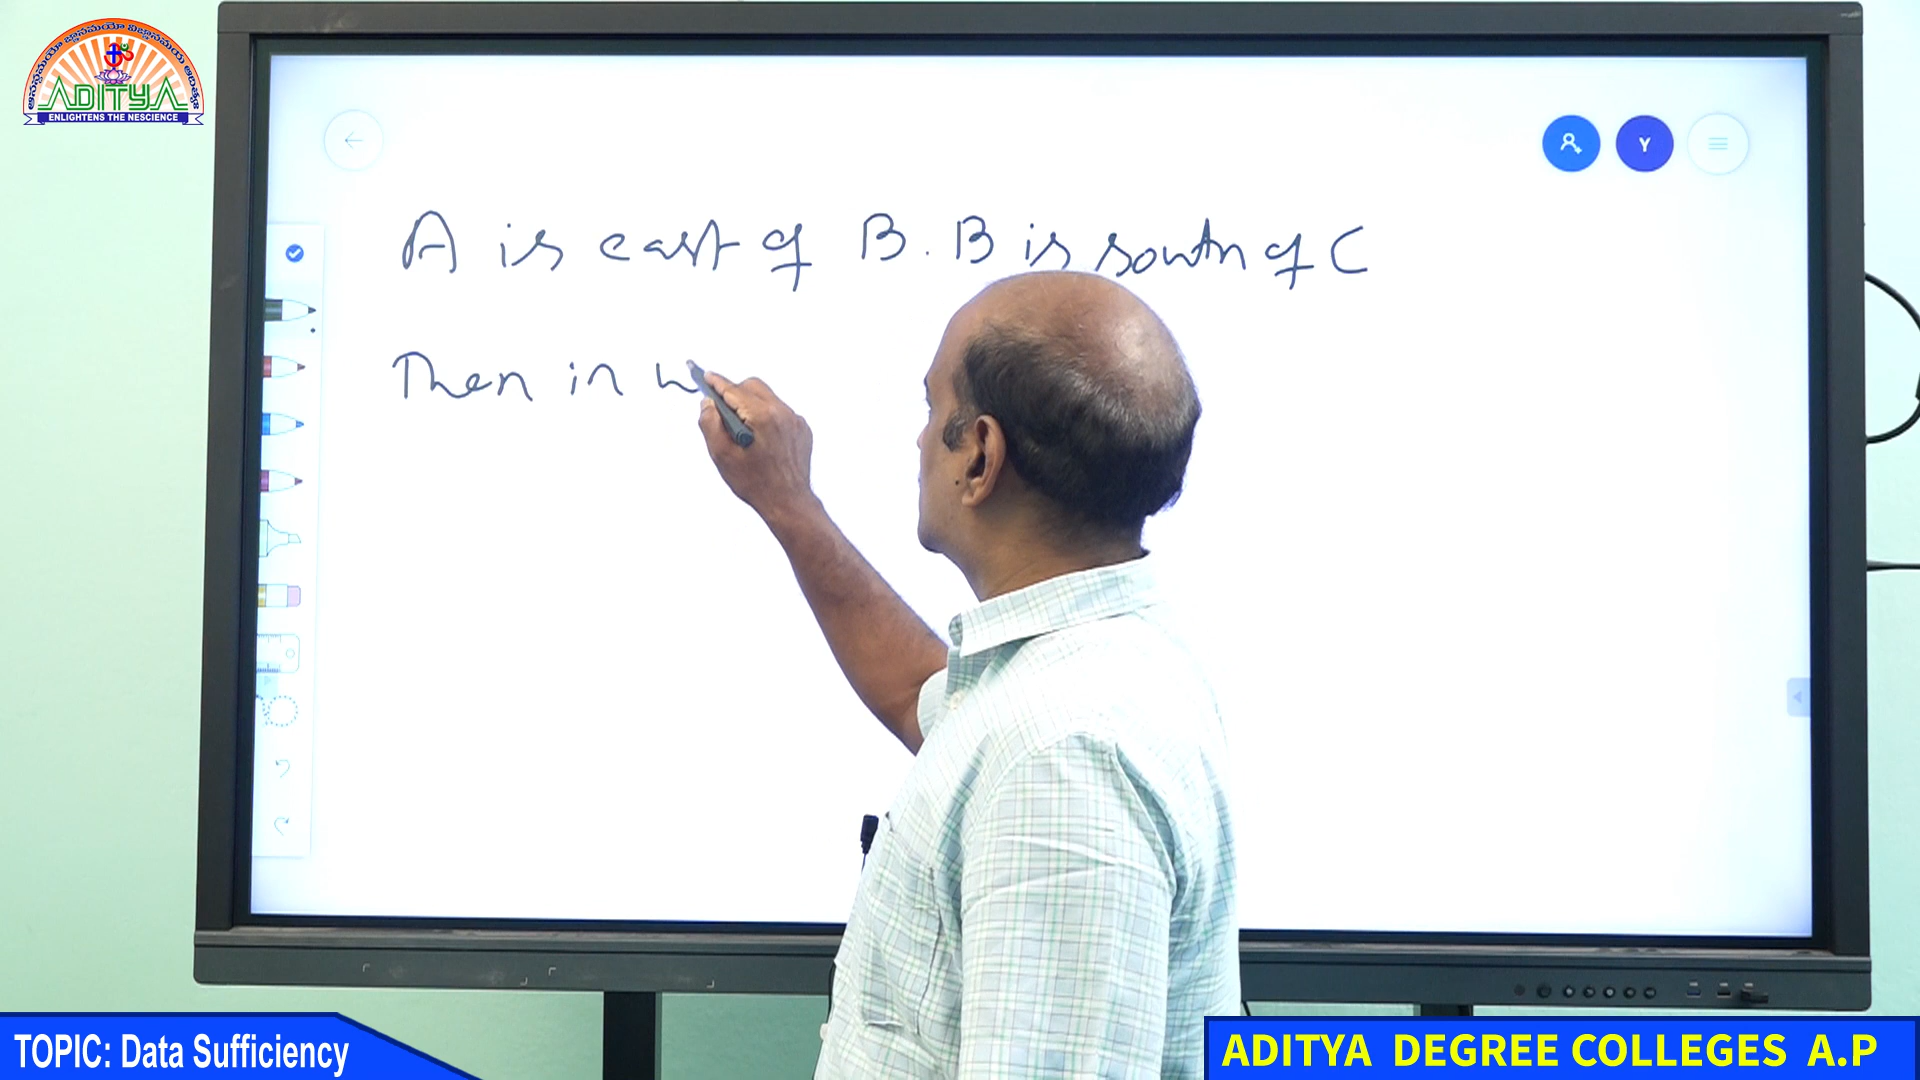 ADITYA
ENLIGHTENS THE NESCIENCE
Y
A is east of B. B is south of C
Then in w
TOPIC: Data Sufficiency
ADITYA DEGREE COLLEGES A.P